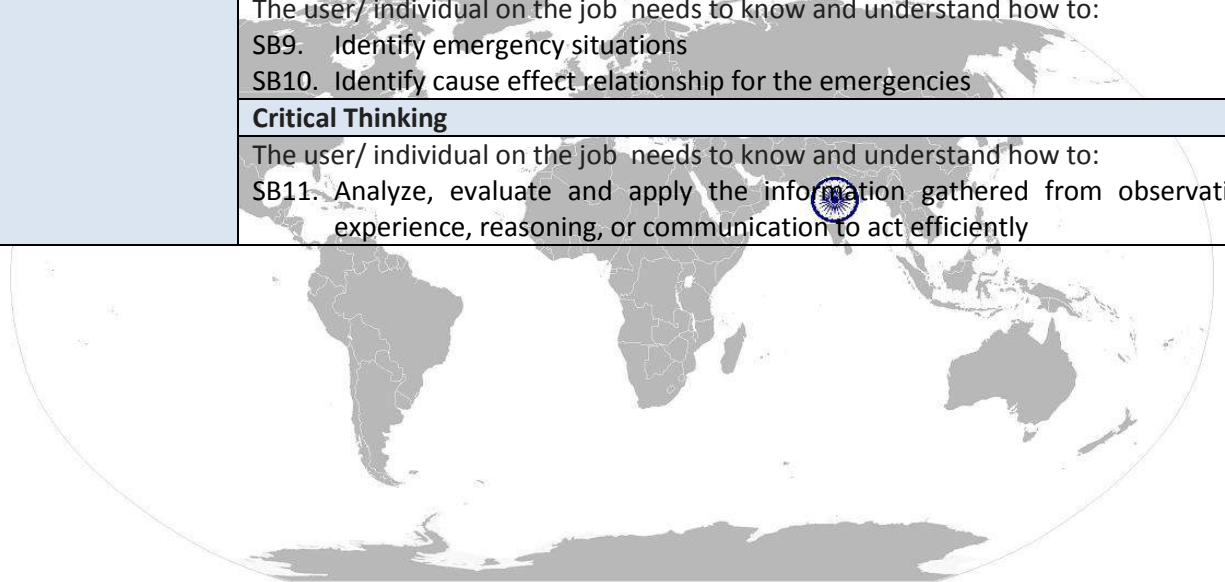 The user/ individual on the job needs to know and understand how to:
SB9. Identify emergency situations
SB10. Identify cause effect relationship for the emergencies
Critical Thinking
The user/ individual on the job needs to know and understand how to:
SB11. Analyze, evaluate and apply the information gathered from observati
experience, reasoning, or communication to act efficiently